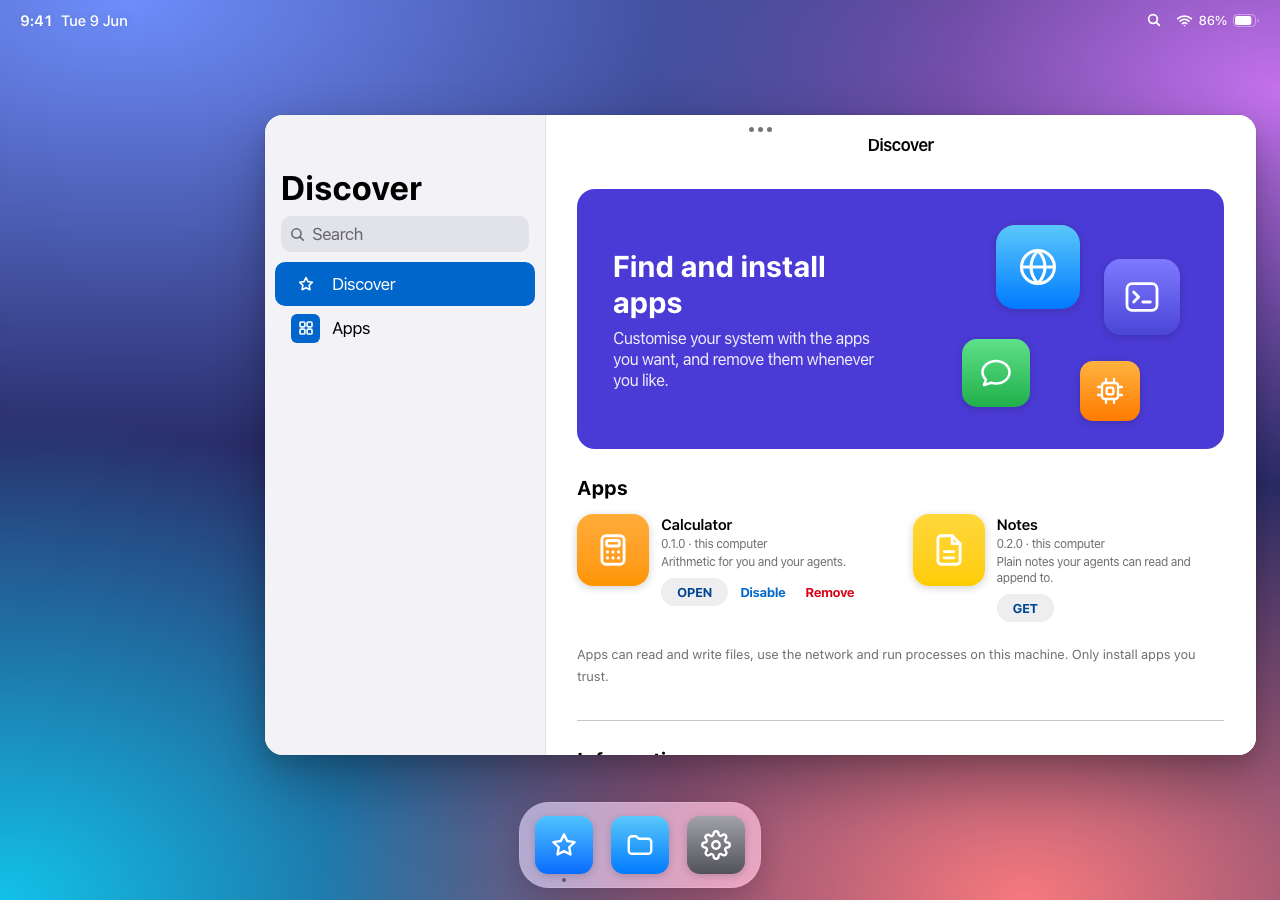 9:41 Tue 9 Jun
86%
Discover
Search
Discover
Apps
Discover
Find and install
apps
Customise your system with the apps
you want, and remove them whenever
you like.
Apps
Calculator
0.1.0 · this computer
Arithmetic for you and your agents.
OPEN Disable Remove
Notes
0.2.0 · this computer
Plain notes your agents can read and
append to.
GET
Apps can read and write files, use the network and run processes on this machine. Only install apps you
trust.